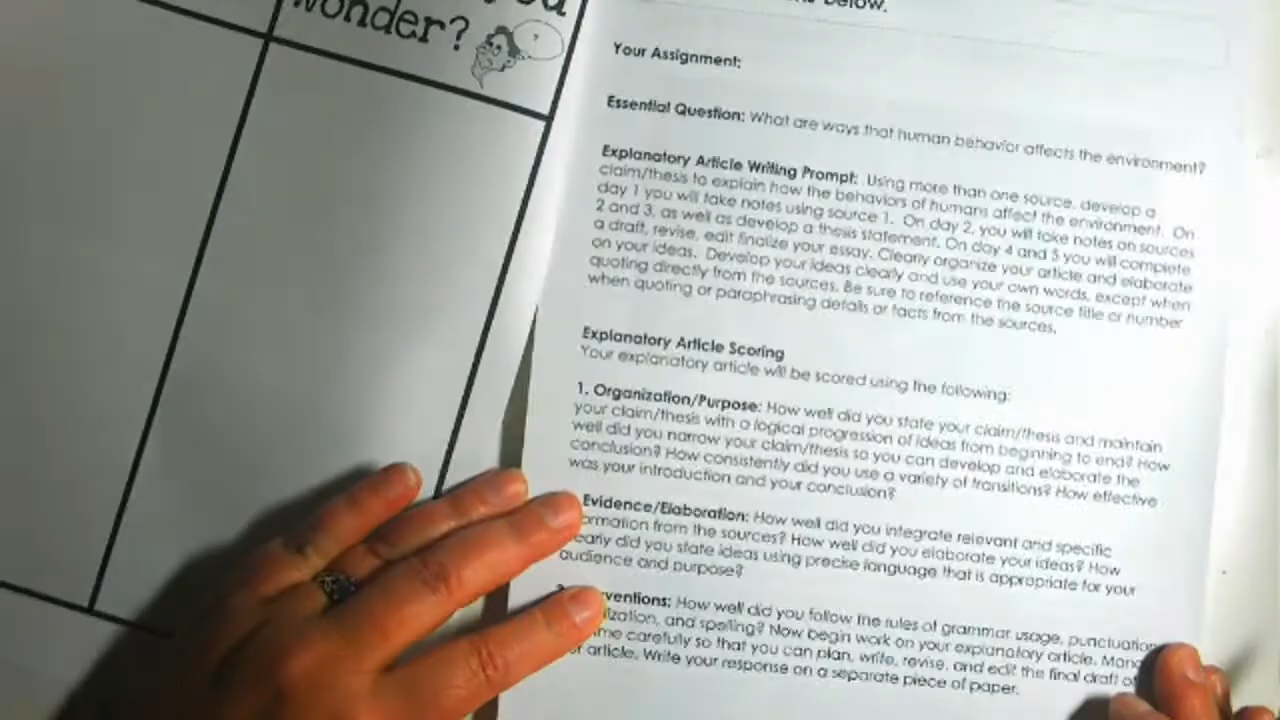 wonder?
?
below.
Your Assignment:
Essential Question: What are ways that human behavior affects the environment?
Explanatory Article Writing Prompt: Using more than one source, develop a
claim/thesis to explain how the behaviors of humans affect the environment. On
day 1 you will take notes using source 1. On day 2, you will take notes on sources
2 and 3, as well as develop a thesis statement. On day 4 and 5 you will complete
a draft, revise, edit finalize your essay. Clearly organize your article and elaborate
on your ideas. Develop your ideas clearly and use your own words, except when
quoting directly from the sources. Be sure to reference the source title or number
when quoting or paraphrasing details or facts from the sources.
Explanatory Article Scoring
Your explanatory article will be scored using the following:
1. Organization/Purpose: How well did you state your claim/thesis and maintain
your claim/thesis with a logical progression of ideas from beginning to end? How
well did you narrow your claim/thesis so you can develop and elaborate the
conclusion? How consistently did you use a variety of transitions? How effective
was your introduction and your conclusion?
Evidence/Elaboration: How well did you integrate relevant and specific
ormation from the sources? How well did you elaborate your ideas? How
early did you state ideas using precise language that is appropriate for your
audience and purpose?
ventions: How well did you follow the rules of grammar usage, punctuation
lization, and spelling? Now begin work on your explanatory article. Mana
me carefully so that you can plan, write, revise, and edit the final draft of
r article. Write your response on a separate piece of paper.